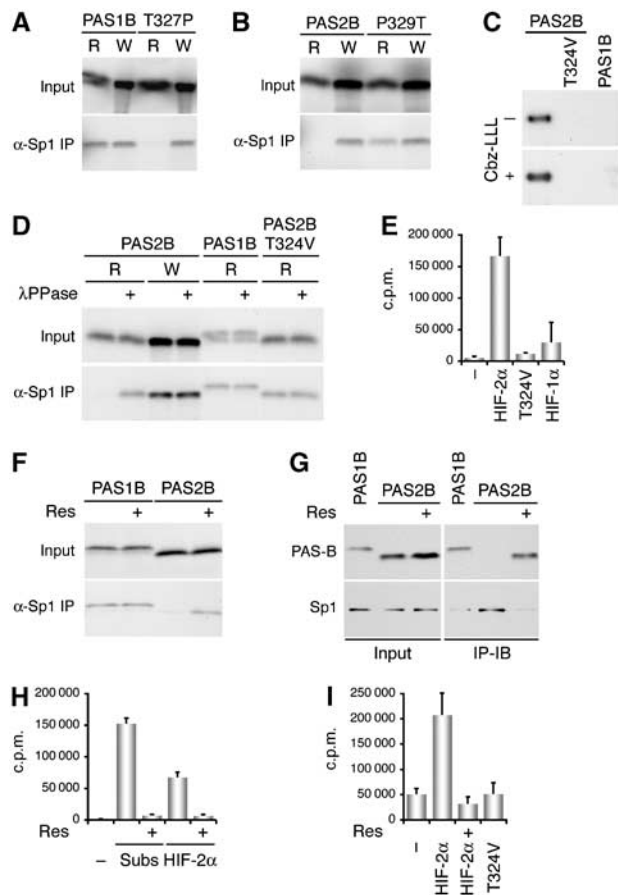 A
PAS1B T327P
R W R W
Input
α-Sp1 IP
B
PAS2B P329T
R W R W
Input
α-Sp1 IP
C
PAS2B
T324V
PAS1B
Cbz-LLL
–
+
D
PAS2B PAS1B PAS2B T324V
R W R R
λPPase + + + +
Input
α-Sp1 IP
E
c.p.m.
200 000
150 000
100 000
50 000
0
– HIF-2α T324V HIF-1α
F
PAS1B PAS2B
Res + +
Input
α-Sp1 IP
G
PAS1B PAS2B PAS1B PAS2B
Res + +
PAS-B
Sp1
Input IP-IB
H
c.p.m.
200 000
150 000
100 000
50 000
0
Res + +
– Subs HIF-2α
I
c.p.m.
250 000
200 000
150 000
100 000
50 000
0
– HIF-2α HIF-2α T324V
Res +